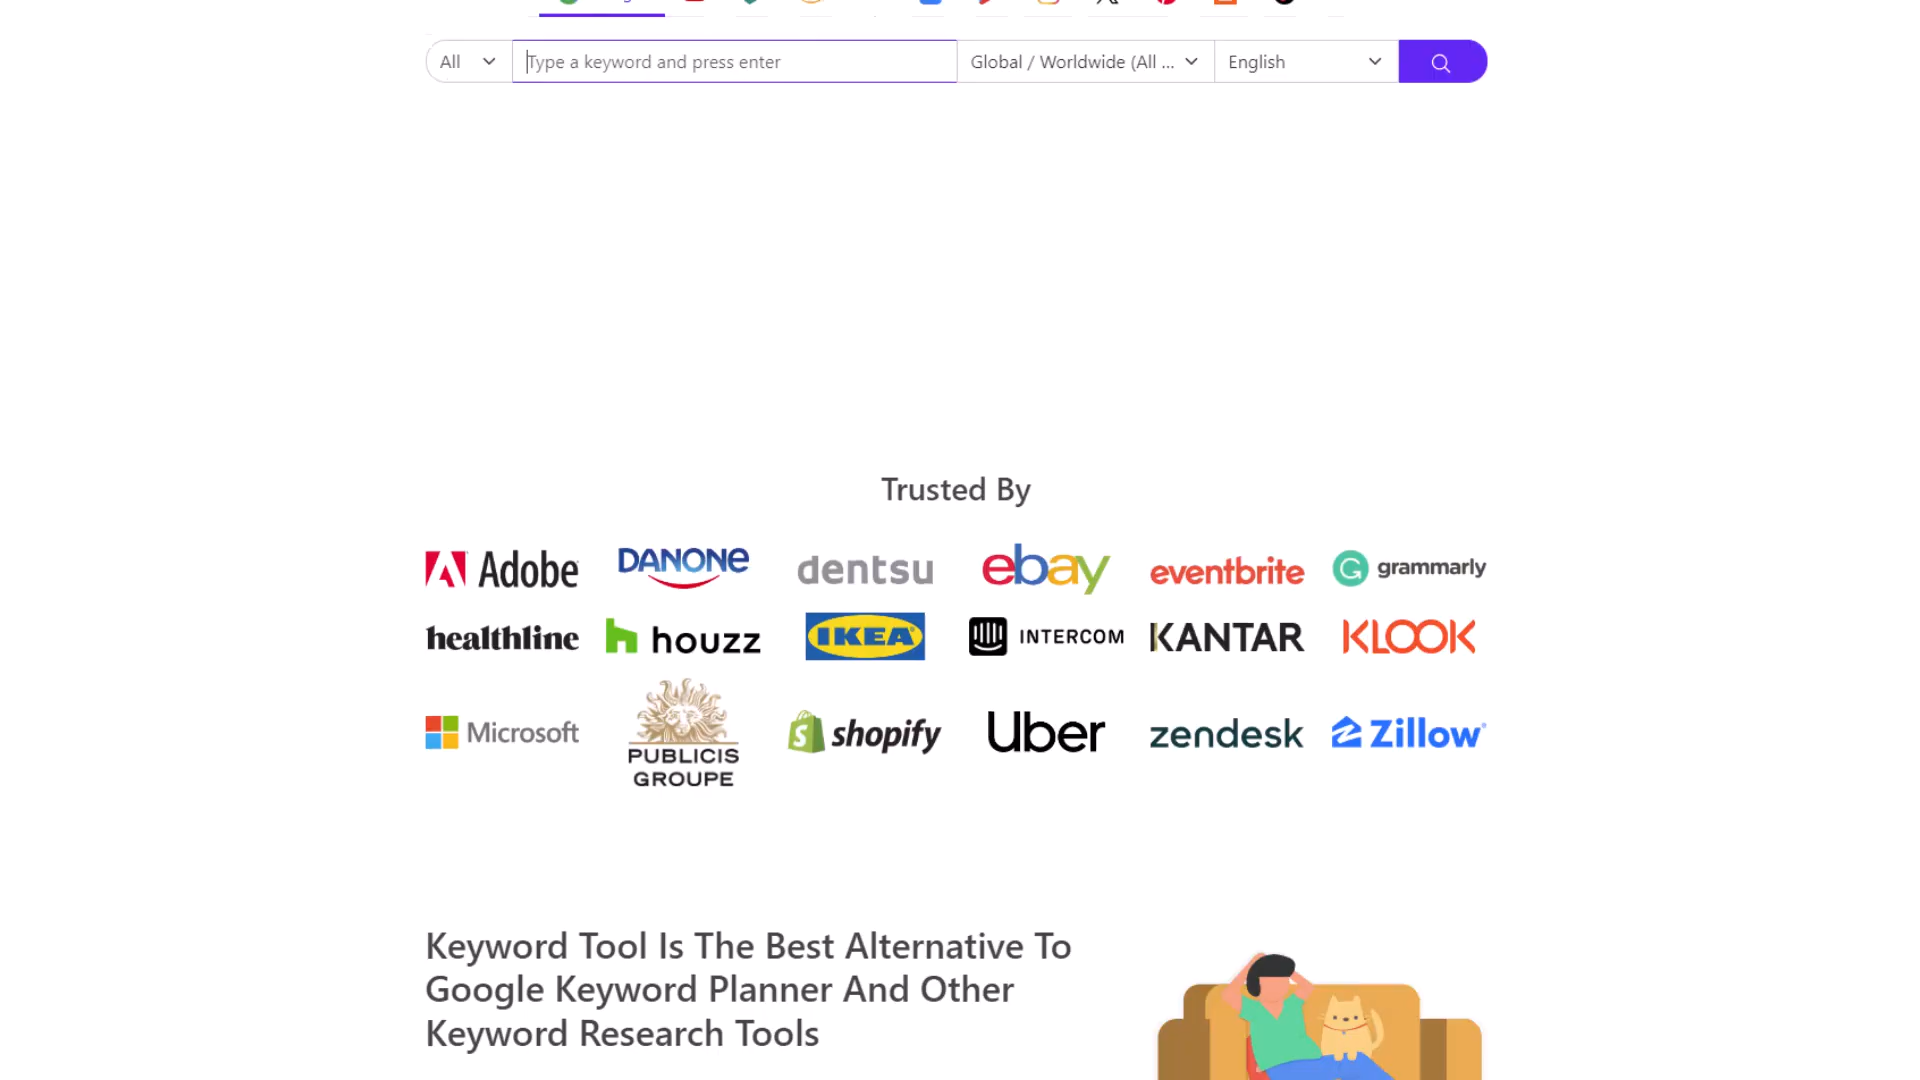 All
Type a keyword and press enter
Global / Worldwide (All ...
English
Trusted By
Adobe
DANONE
dentsu
ebay
eventbrite
grammarly
healthline
houzz
IKEA
INTERCOM
KANTAR
KLOOK
Microsoft
PUBLICIS
GROUPE
shopify
Uber
zendesk
Zillow
Keyword Tool Is The Best Alternative To
Google Keyword Planner And Other
Keyword Research Tools